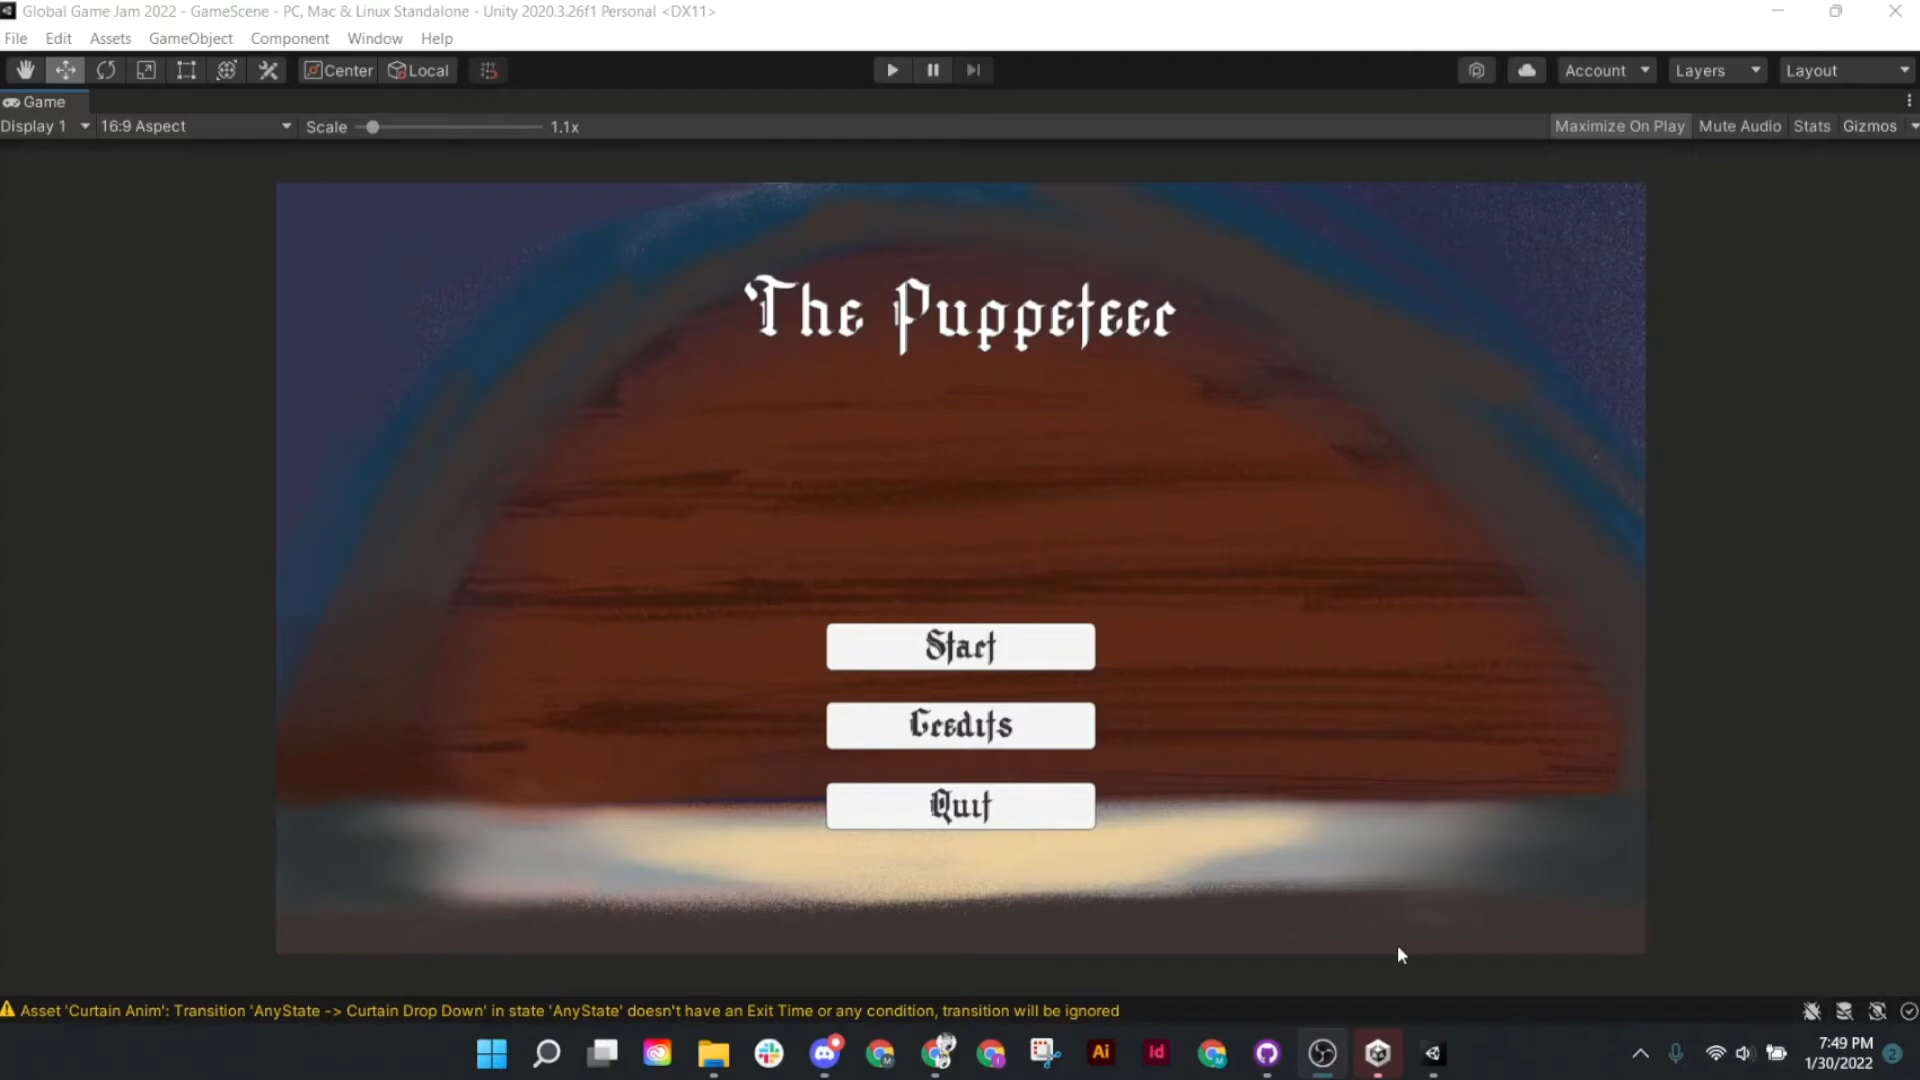 Global Game Jam 2022 - GameScene - PC, Mac & Linux Standalone - Unity 2020.3.26f1 Personal <DX11>
File Edit Assets GameObject Component Window Help
Center Local Account Layers Layout
Game
Display 1 16:9 Aspect Scale 1.1x Maximize On Play Mute Audio Stats Gizmos
The Puppeteer
Start
Credits
Quit
Asset 'Curtain Anim': Transition 'AnyState -> Curtain Drop Down' in state 'AnyState' doesn't have an Exit Time or any condition, transition will be ignored
Ai Id
7:49 PM
1/30/2022 2